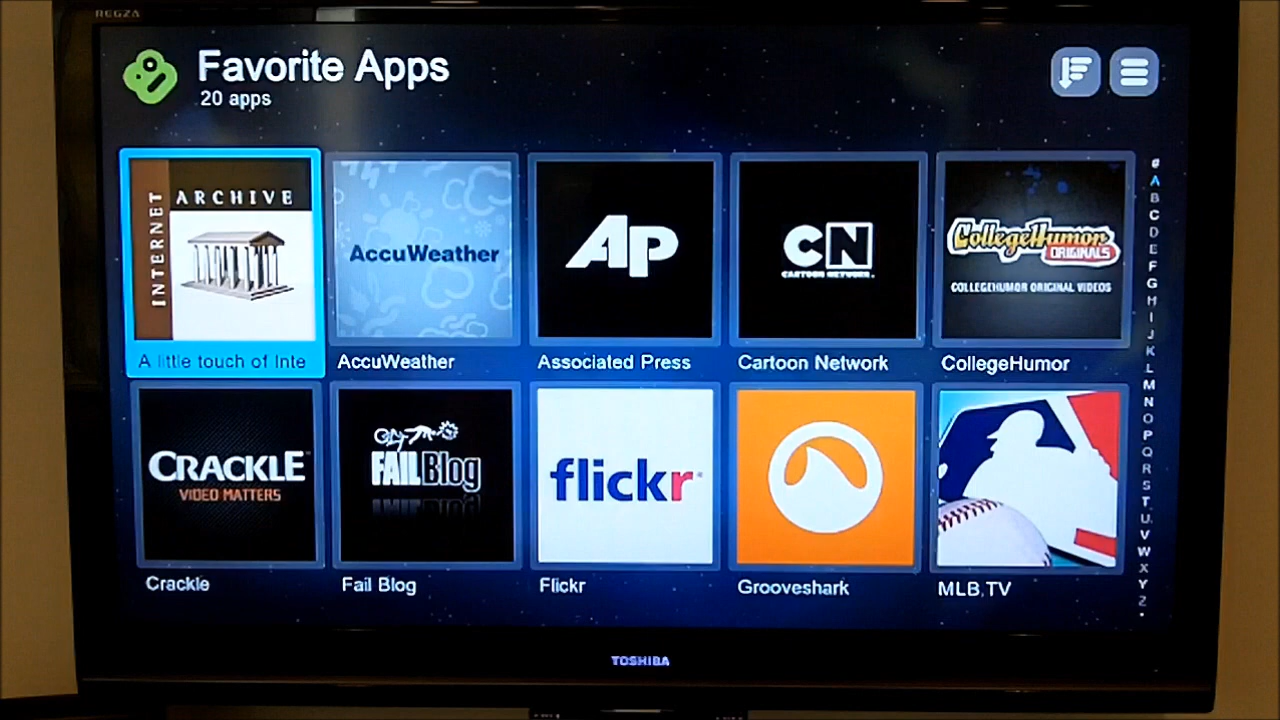 REGZA
Favorite Apps
20 apps
INTERNET
ARCHIVE
AccuWeather
AP
CN
CARTOON NETWORK.
CollegeHumor
ORIGINALS
COLLEGEHUMOR ORIGINAL VIDEOS
A little touch of Inte
AccuWeather
Associated Press
Cartoon Network
CollegeHumor
CRACKLE
VIDEO MATTERS
FAILBlog
flickr
Crackle
Fail Blog
Flickr
Grooveshark
MLB.TV
#
A
B
C
D
E
F
G
H
I
J
K
L
M
N
O
P
Q
R
S
T
U
V
W
X
Y
Z
TOSHIBA